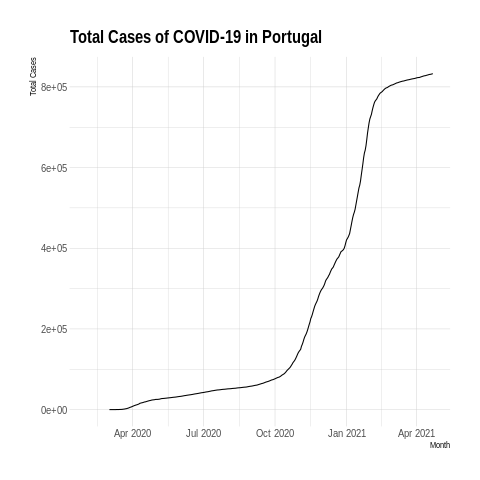 Total Cases of COVID-19 in Portugal
Total Cases
8e+05
6e+05
4e+05
2e+05
0e+00
Apr 2020 Jul 2020 Oct 2020 Jan 2021 Apr 2021
Month